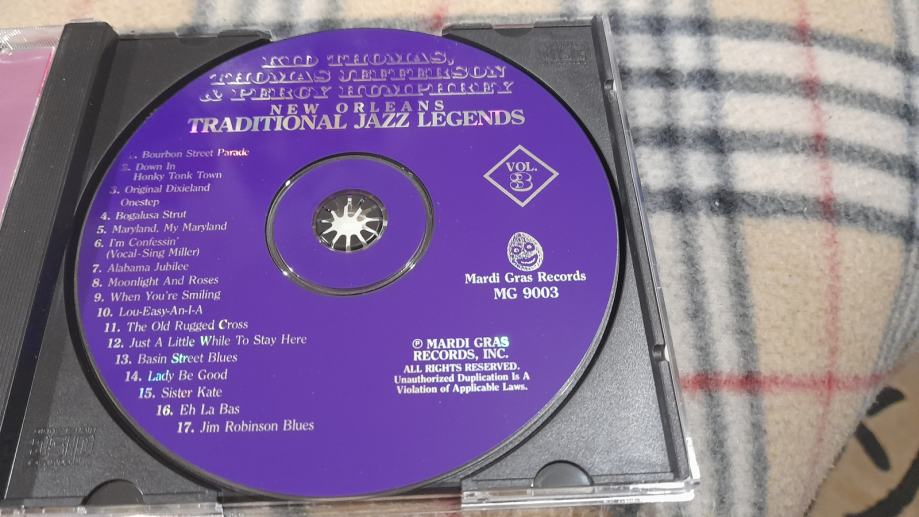 KID THOMAS,
THOMAS JEFFERSON
& PERCY HUMPHREY
NEW ORLEANS
TRADITIONAL JAZZ LEGENDS
1. Bourbon Street Parade
2. Down In
Honky Tonk Town
3. Original Dixieland
Onestep
4. Bogalusa Strut
5. Maryland, My Maryland
6. I'm Confessin'
(Vocal-Sing Miller)
7. Alabama Jubilee
8. Moonlight And Roses
9. When You're Smiling
10. Lou-Easy-An-I-A
11. The Old Rugged Cross
12. Just A Little While To Stay Here
13. Basin Street Blues
14. Lady Be Good
15. Sister Kate
16. Eh La Bas
17. Jim Robinson Blues
VOL.
3
Mardi Gras Records
MG 9003
℗ MARDI GRAS
RECORDS, INC.
ALL RIGHTS RESERVED.
Unauthorized Duplication Is A
Violation of Applicable Laws.